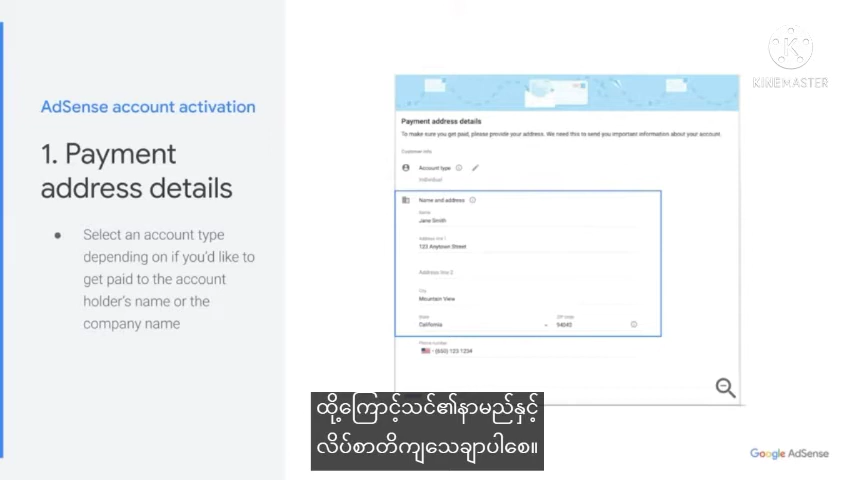 KINEMASTER
AdSense account activation
1. Payment
address details
Select an account type
depending on if you'd like to
get paid to the account
holder's name or the
company name
Payment address details
To make sure you get paid, please provide your address. We need this to send you important information about your account.
Customer info
Account type
Individual
Name and address
Name
Jane Smith
Address line 1
123 Anytown Street
Address line 2
City
Mountain View
State
ZIP code
California
94043
Phone number
(650) 123 1234
ထို့ကြောင့်သင်၏နာမည်နှင့်
လိပ်စာတိကျသေချာပါစေ။
Google AdSense